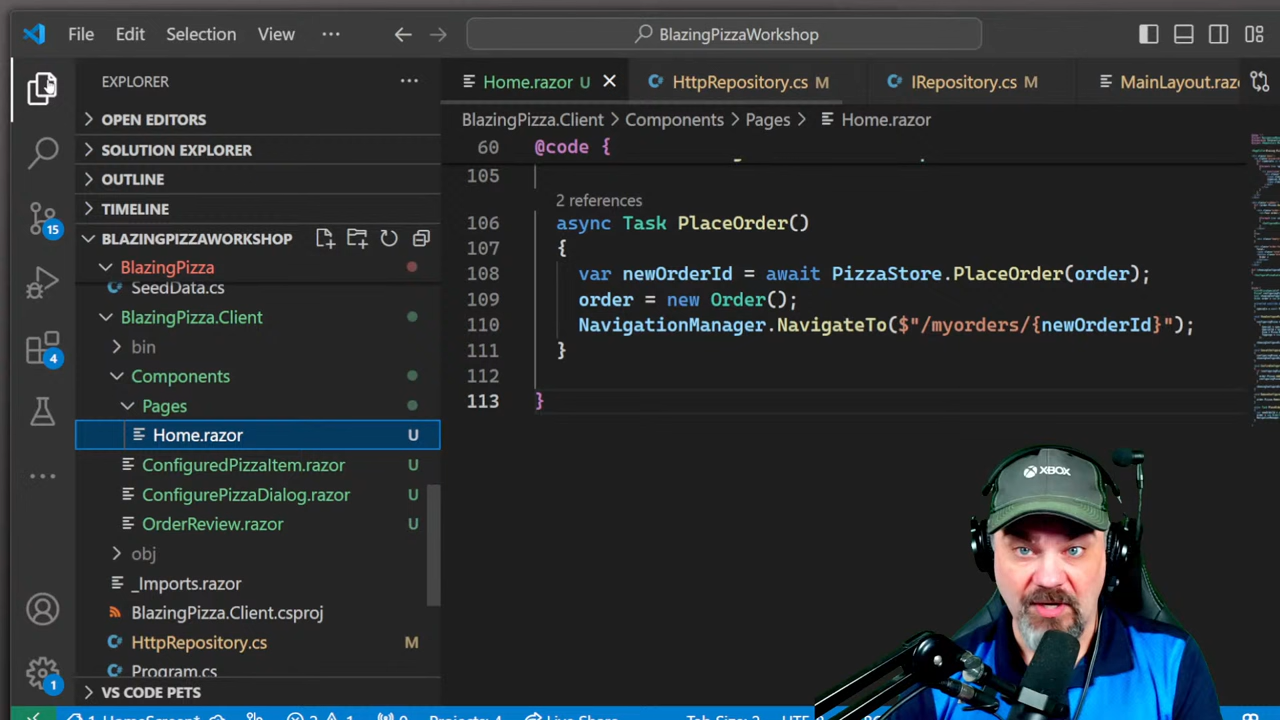 File Edit Selection View ··· BlazingPizzaWorkshop
EXPLORER ···
OPEN EDITORS
SOLUTION EXPLORER
OUTLINE
TIMELINE
BLAZINGPIZZAWORKSHOP
BlazingPizza
SeedData.cs
BlazingPizza.Client
bin
Components
Pages
Home.razor U
ConfiguredPizzaItem.razor U
ConfigurePizzaDialog.razor U
OrderReview.razor U
obj
_Imports.razor
BlazingPizza.Client.csproj
HttpRepository.cs M
Program.cs
VS CODE PETS
15
4
1
Home.razor U HttpRepository.cs M IRepository.cs M MainLayout.raz
BlazingPizza.Client > Components > Pages > Home.razor
60 @code {
105
2 references
106 async Task PlaceOrder()
107 {
108 var newOrderId = await PizzaStore.PlaceOrder(order);
109 order = new Order();
110 NavigationManager.NavigateTo($"/myorders/{newOrderId}");
111 }
112
113 }
XBOX